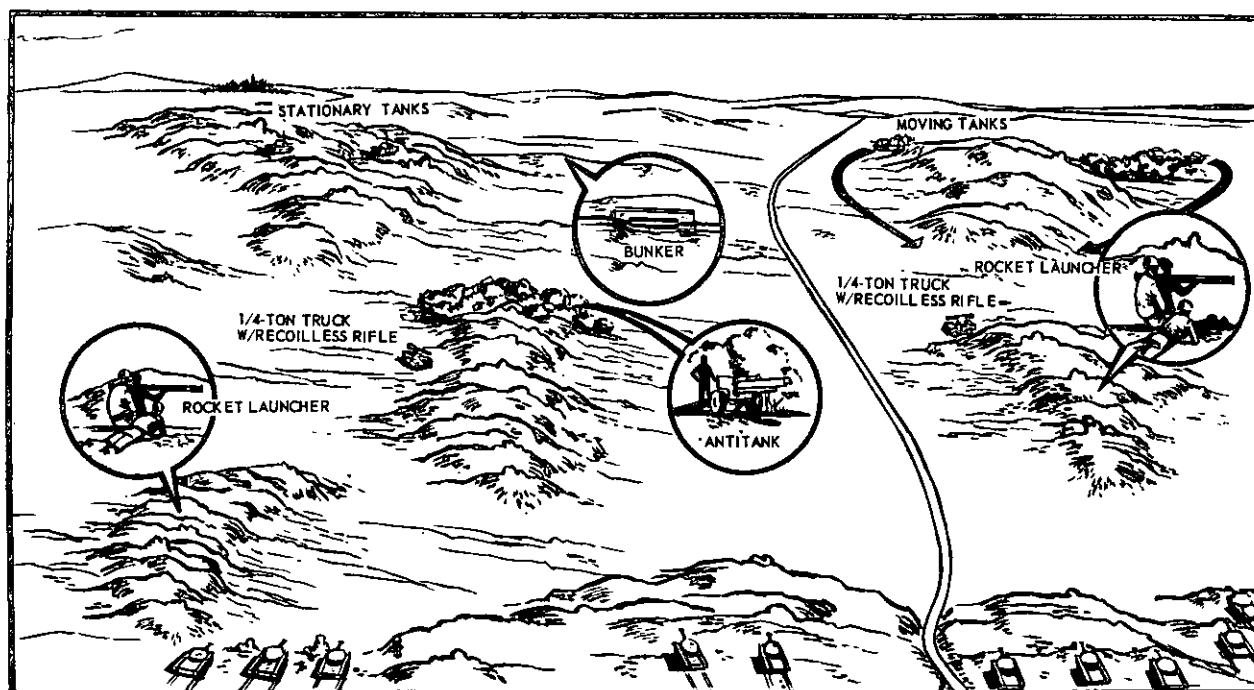 STATIONARY TANKS
MOVING TANKS
BUNKER
ROCKET LAUNCHER
1/4-TON TRUCK
W/RECOILLESS RIFLE
1/4-TON TRUCK
W/RECOILLESS RIFLE
ROCKET LAUNCHER
ANTITANK